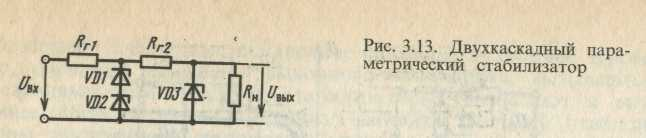 Rг1
Rг2
VD1
VD2
VD3
Rн
Uвх
Uвых
Рис. 3.13. Двухкаскадный пара-
метрический стабилизатор